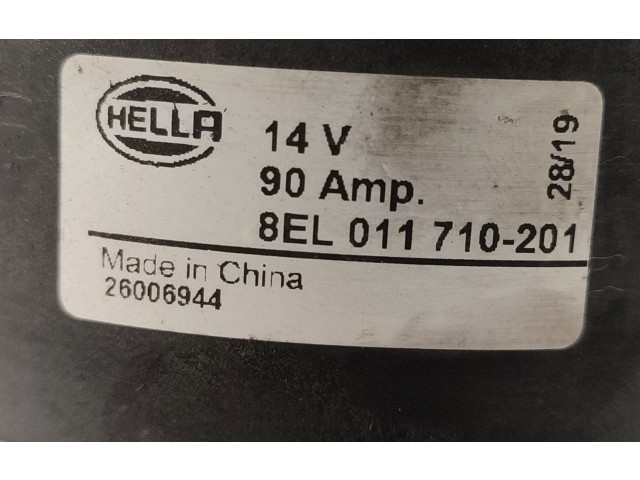 HELLA
14 V
90 Amp.
8EL 011 710-201
28/19
Made in China
26006944